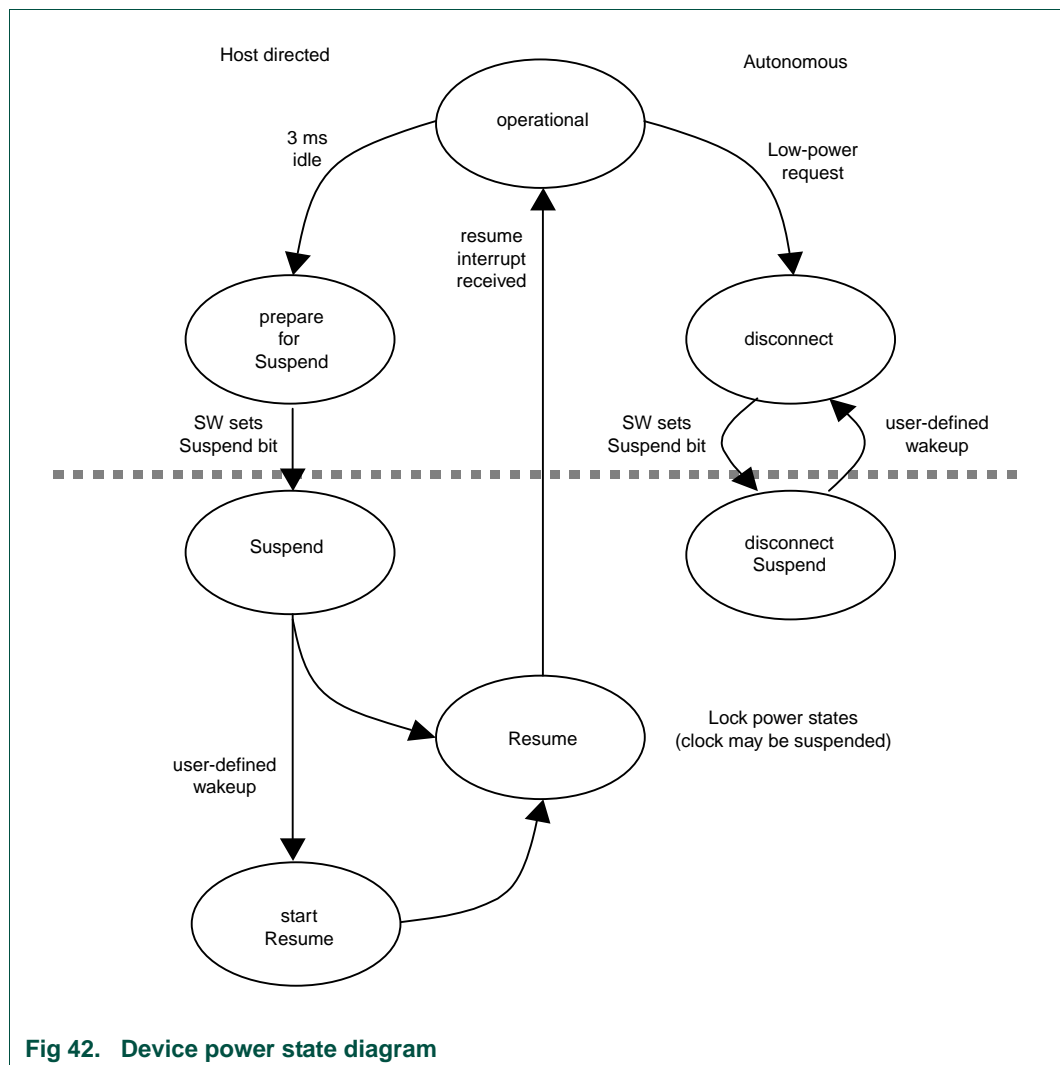 Host directed
Autonomous
operational
3 ms
idle
Low-power
request
resume
interrupt
received
prepare
for
Suspend
disconnect
SW sets
Suspend bit
SW sets
Suspend bit
user-defined
wakeup
Suspend
disconnect
Suspend
Resume
Lock power states
(clock may be suspended)
user-defined
wakeup
start
Resume
Fig 42. Device power state diagram